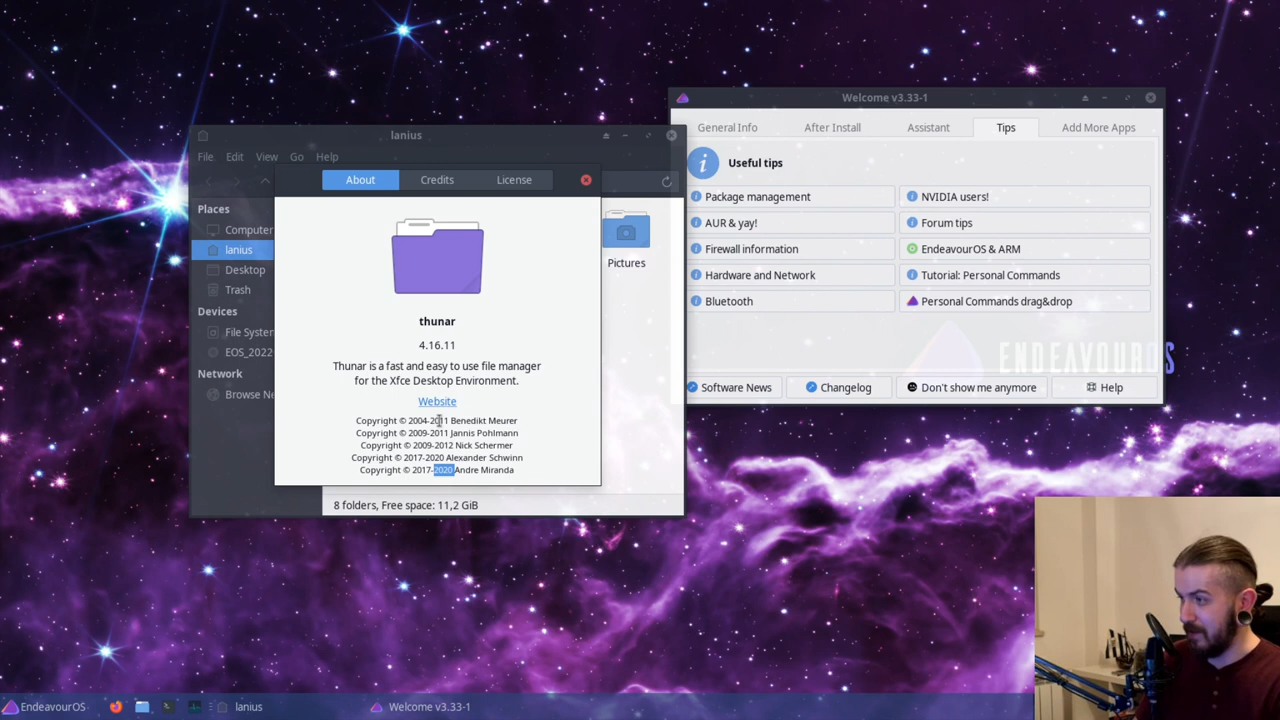 lanius
File Edit View Go Help
About Credits License
Places
Computer
lanius
Desktop
Trash
Devices
File System
EOS_2022
Network
Browse Ne
thunar
4.16.11
Thunar is a fast and easy to use file manager
for the Xfce Desktop Environment.
Website
Copyright © 2004-2011 Benedikt Meurer
Copyright © 2009-2011 Jannis Pohlmann
Copyright © 2009-2012 Nick Schermer
Copyright © 2017-2020 Alexander Schwinn
Copyright © 2017-2020 Andre Miranda
Pictures
8 folders, Free space: 11,2 GiB
Welcome v3.33-1
General Info After Install Assistant Tips Add More Apps
Useful tips
Package management NVIDIA users!
AUR & yay! Forum tips
Firewall information EndeavourOS & ARM
Hardware and Network Tutorial: Personal Commands
Bluetooth Personal Commands drag&drop
ENDEAVOUROS
Software News Changelog Don't show me anymore Help
EndeavourOS lanius Welcome v3.33-1